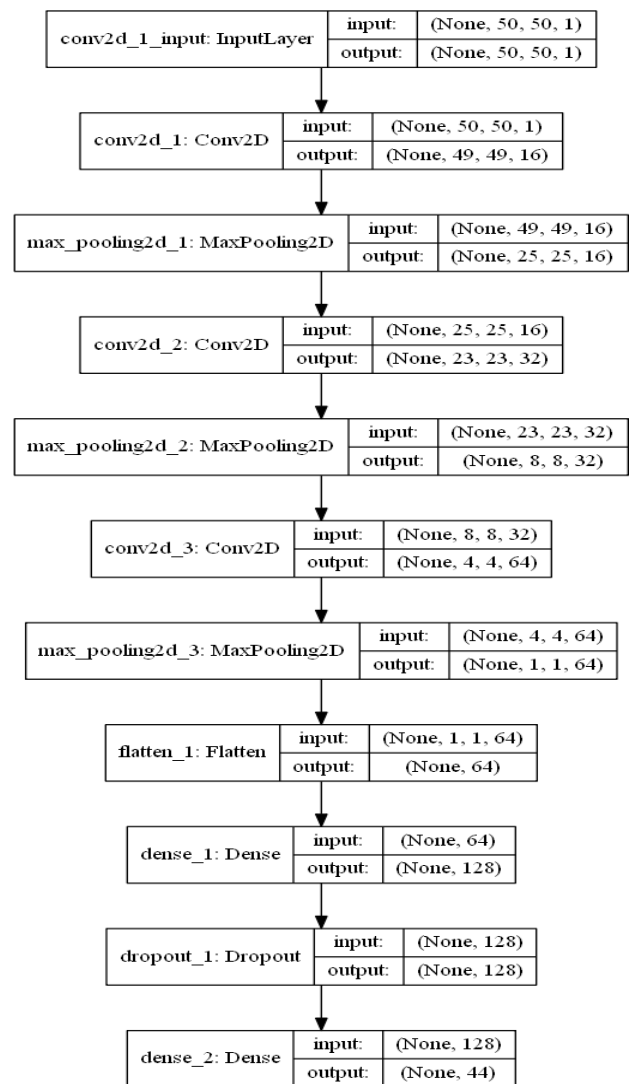 conv2d_1_input: InputLayer
input: (None, 50, 50, 1)
output: (None, 50, 50, 1)
conv2d_1: Conv2D
input: (None, 50, 50, 1)
output: (None, 49, 49, 16)
max_pooling2d_1: MaxPooling2D
input: (None, 49, 49, 16)
output: (None, 25, 25, 16)
conv2d_2: Conv2D
input: (None, 25, 25, 16)
output: (None, 23, 23, 32)
max_pooling2d_2: MaxPooling2D
input: (None, 23, 23, 32)
output: (None, 8, 8, 32)
conv2d_3: Conv2D
input: (None, 8, 8, 32)
output: (None, 4, 4, 64)
max_pooling2d_3: MaxPooling2D
input: (None, 4, 4, 64)
output: (None, 1, 1, 64)
flatten_1: Flatten
input: (None, 1, 1, 64)
output: (None, 64)
dense_1: Dense
input: (None, 64)
output: (None, 128)
dropout_1: Dropout
input: (None, 128)
output: (None, 128)
dense_2: Dense
input: (None, 128)
output: (None, 44)